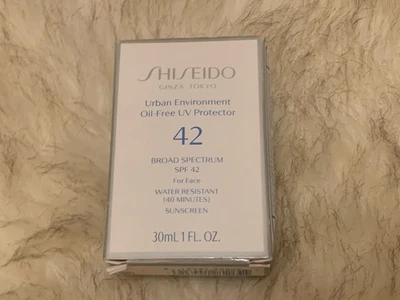 SHISEIDO
GINZA TOKYO
Urban Environment
Oil-Free UV Protector
42
BROAD SPECTRUM
SPF 42
For Face
WATER RESISTANT
(40 MINUTES)
SUNSCREEN
30mL 1 FL. OZ.